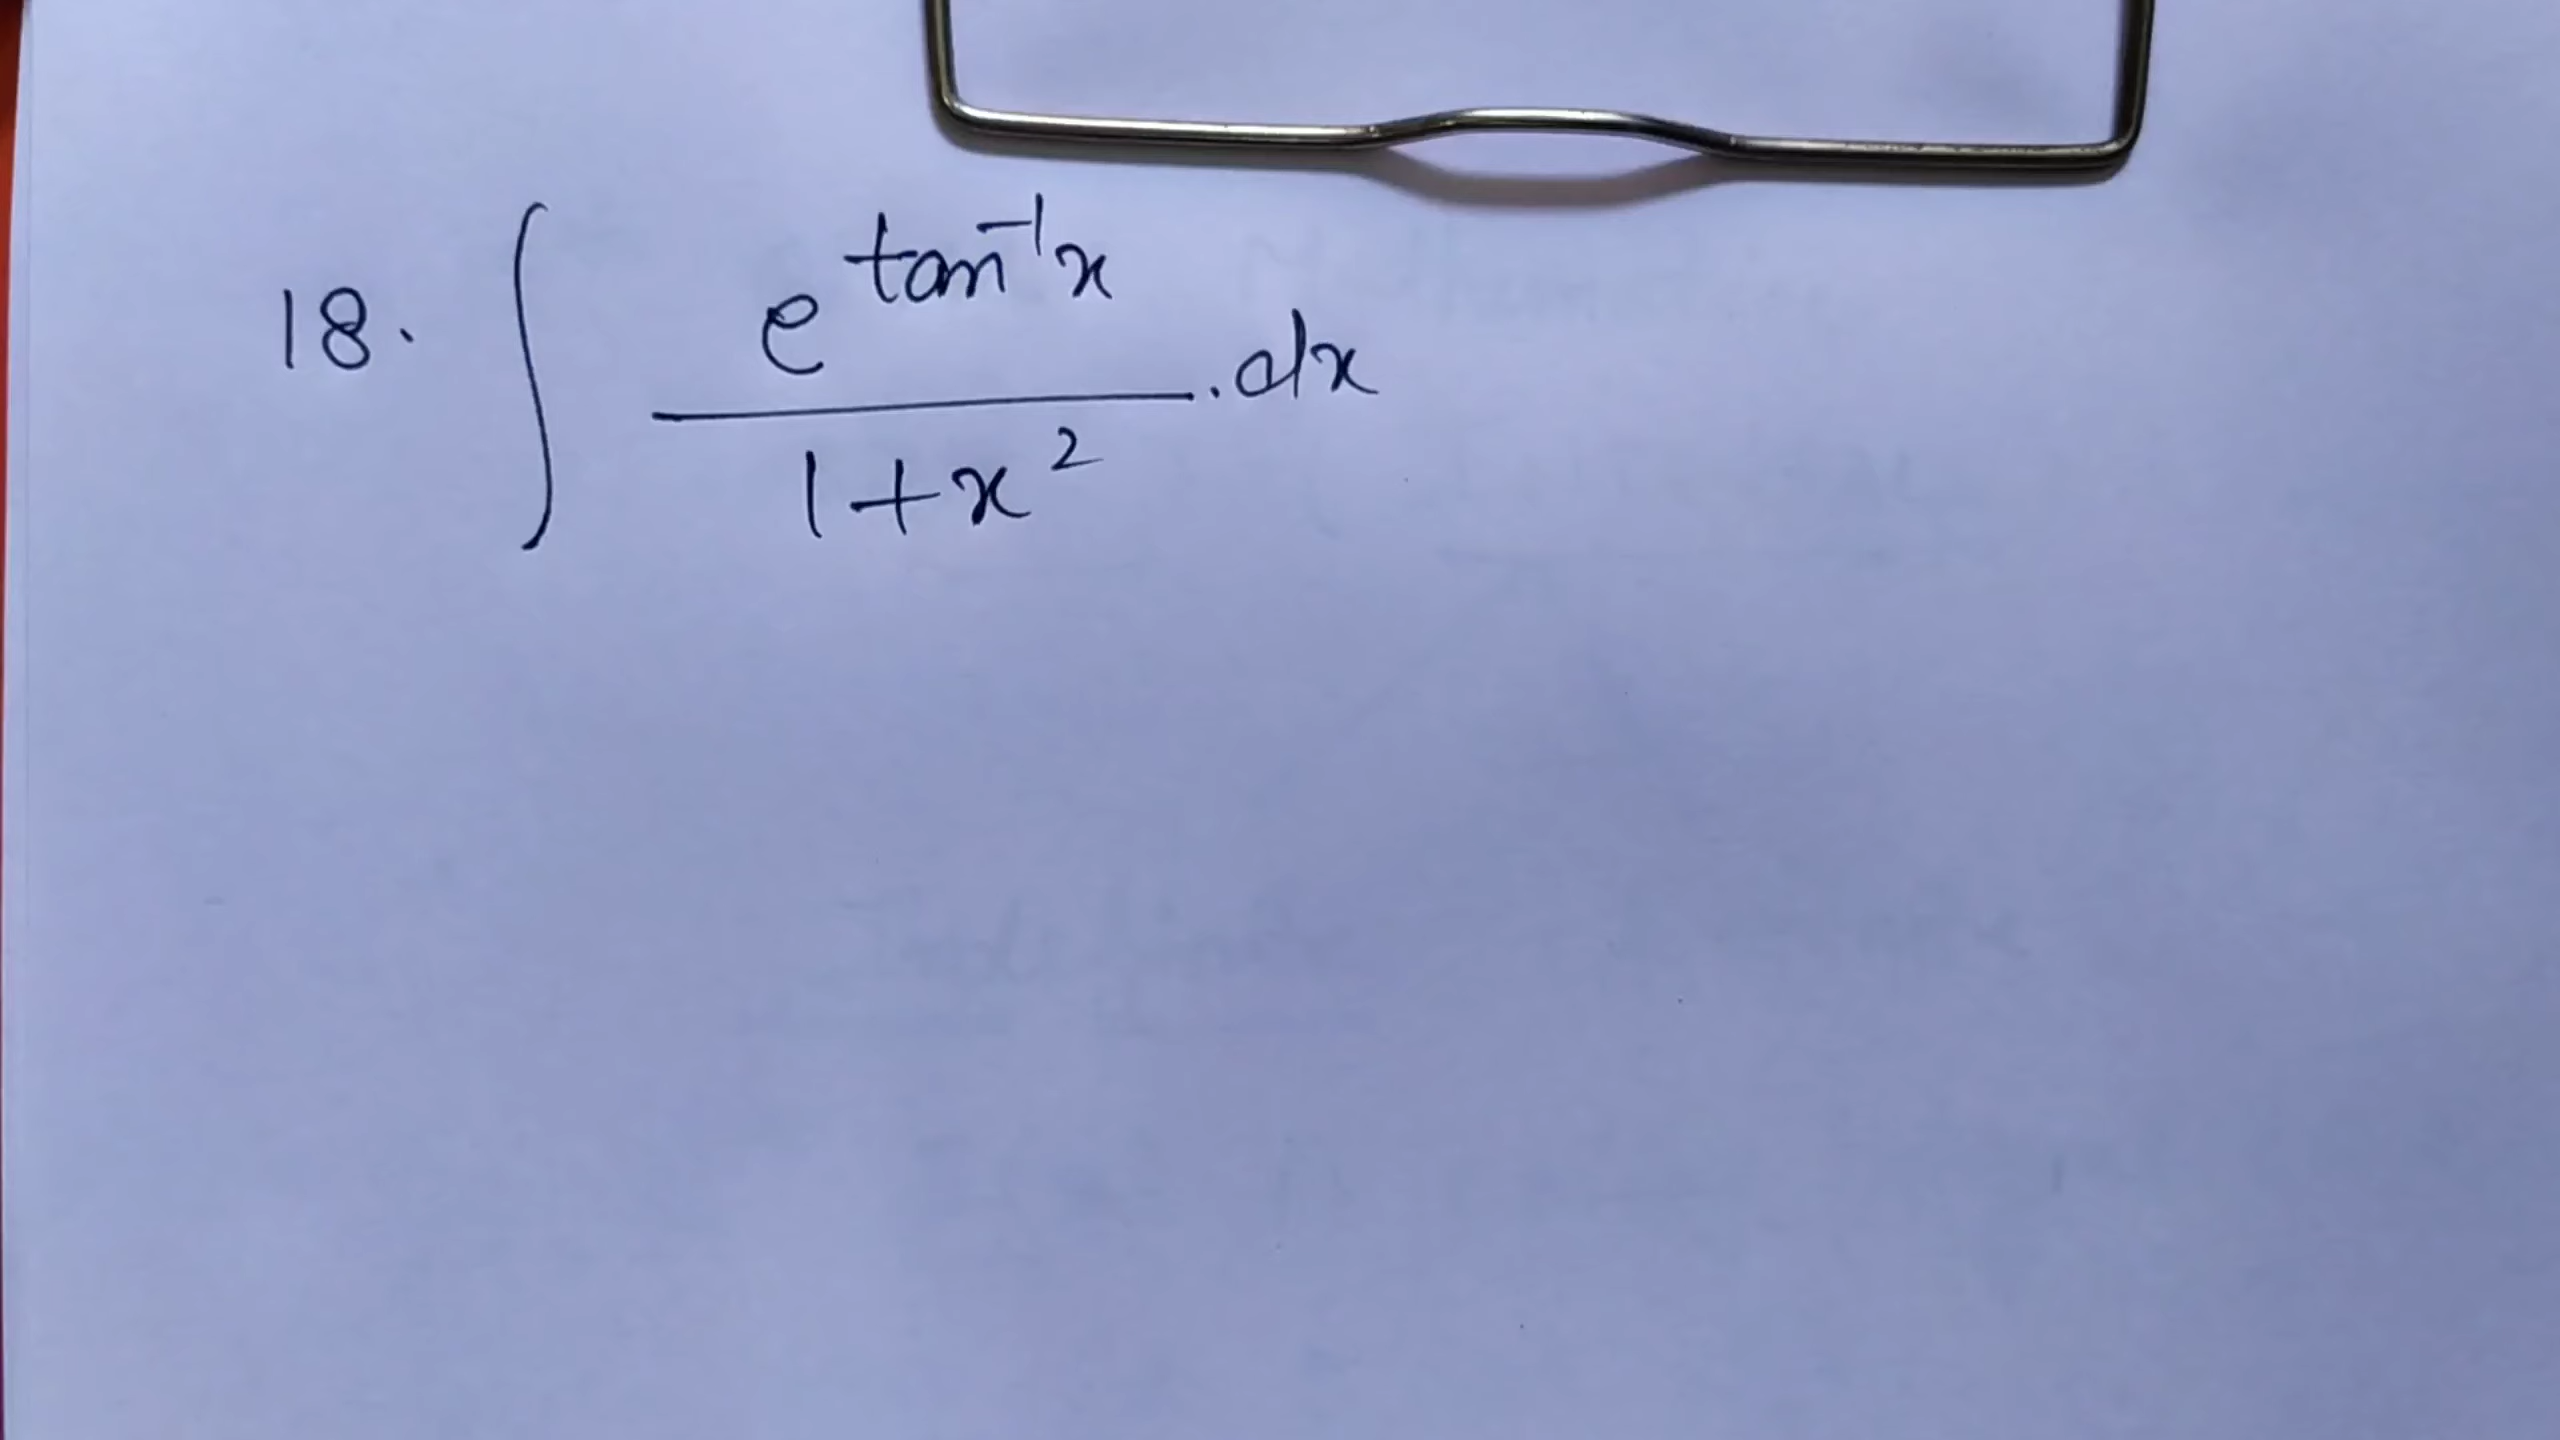 18. ∫ e^{tan⁻¹x} / (1+x²) .dx